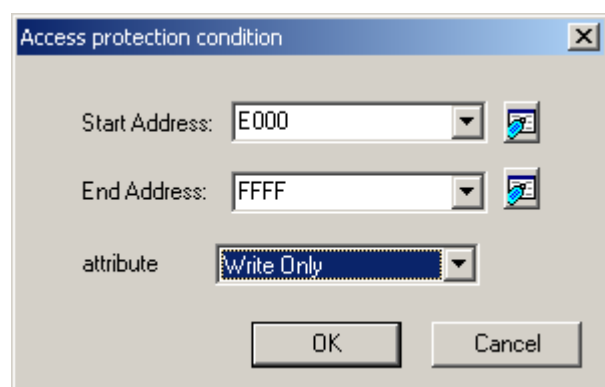 Access protection condition
Start Address: E000
End Address: FFFF
attribute Write Only
OK Cancel